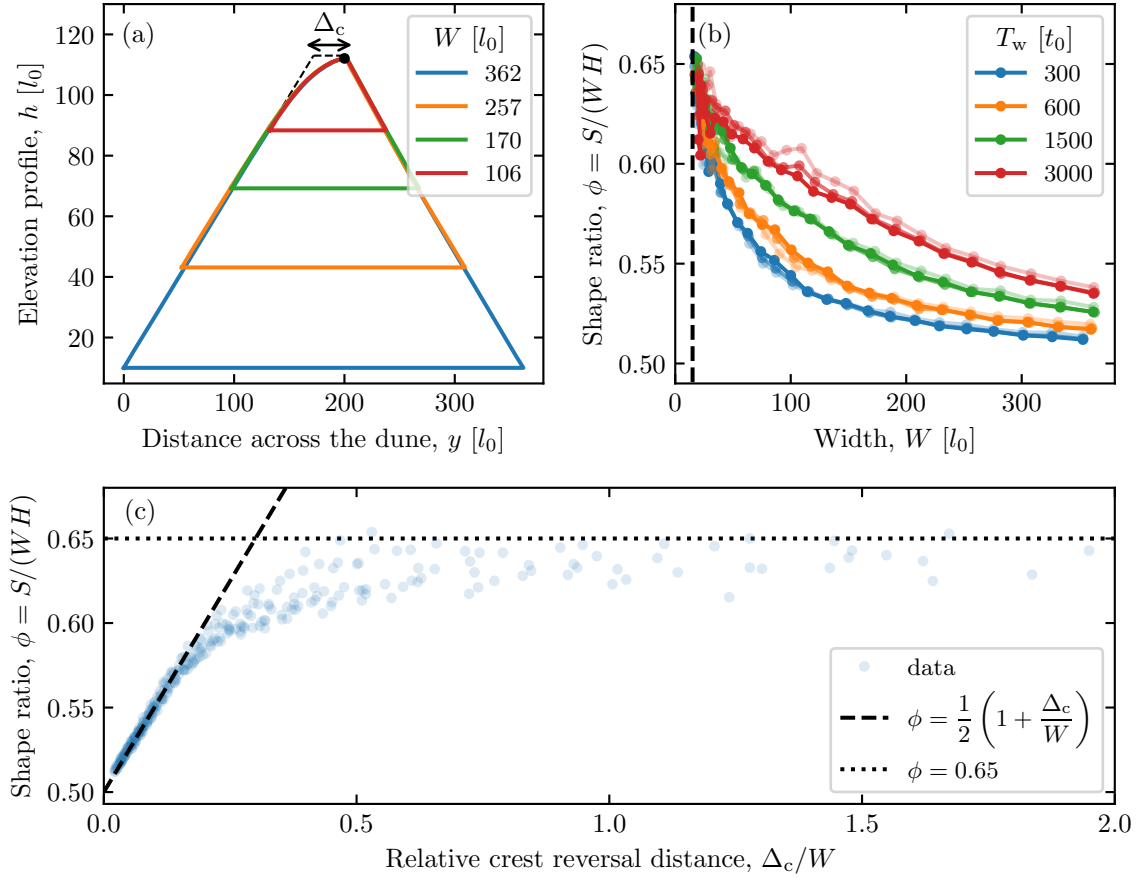 (a)
Δc
W [l0]
362
257
170
106
120
100
80
60
40
20
0
100
200
300
Elevation profile, h [l0]
Distance across the dune, y [l0]
(b)
Tw [t0]
300
600
1500
3000
0.65
0.60
0.55
0.50
0
100
200
300
Shape ratio, ϕ = S/(WH)
Width, W [l0]
(c)
0.65
0.60
0.55
0.50
0.0
0.5
1.0
1.5
2.0
Shape ratio, ϕ = S/(WH)
Relative crest reversal distance, Δc/W
data
ϕ = 1/2 (1 + Δc/W)
ϕ = 0.65